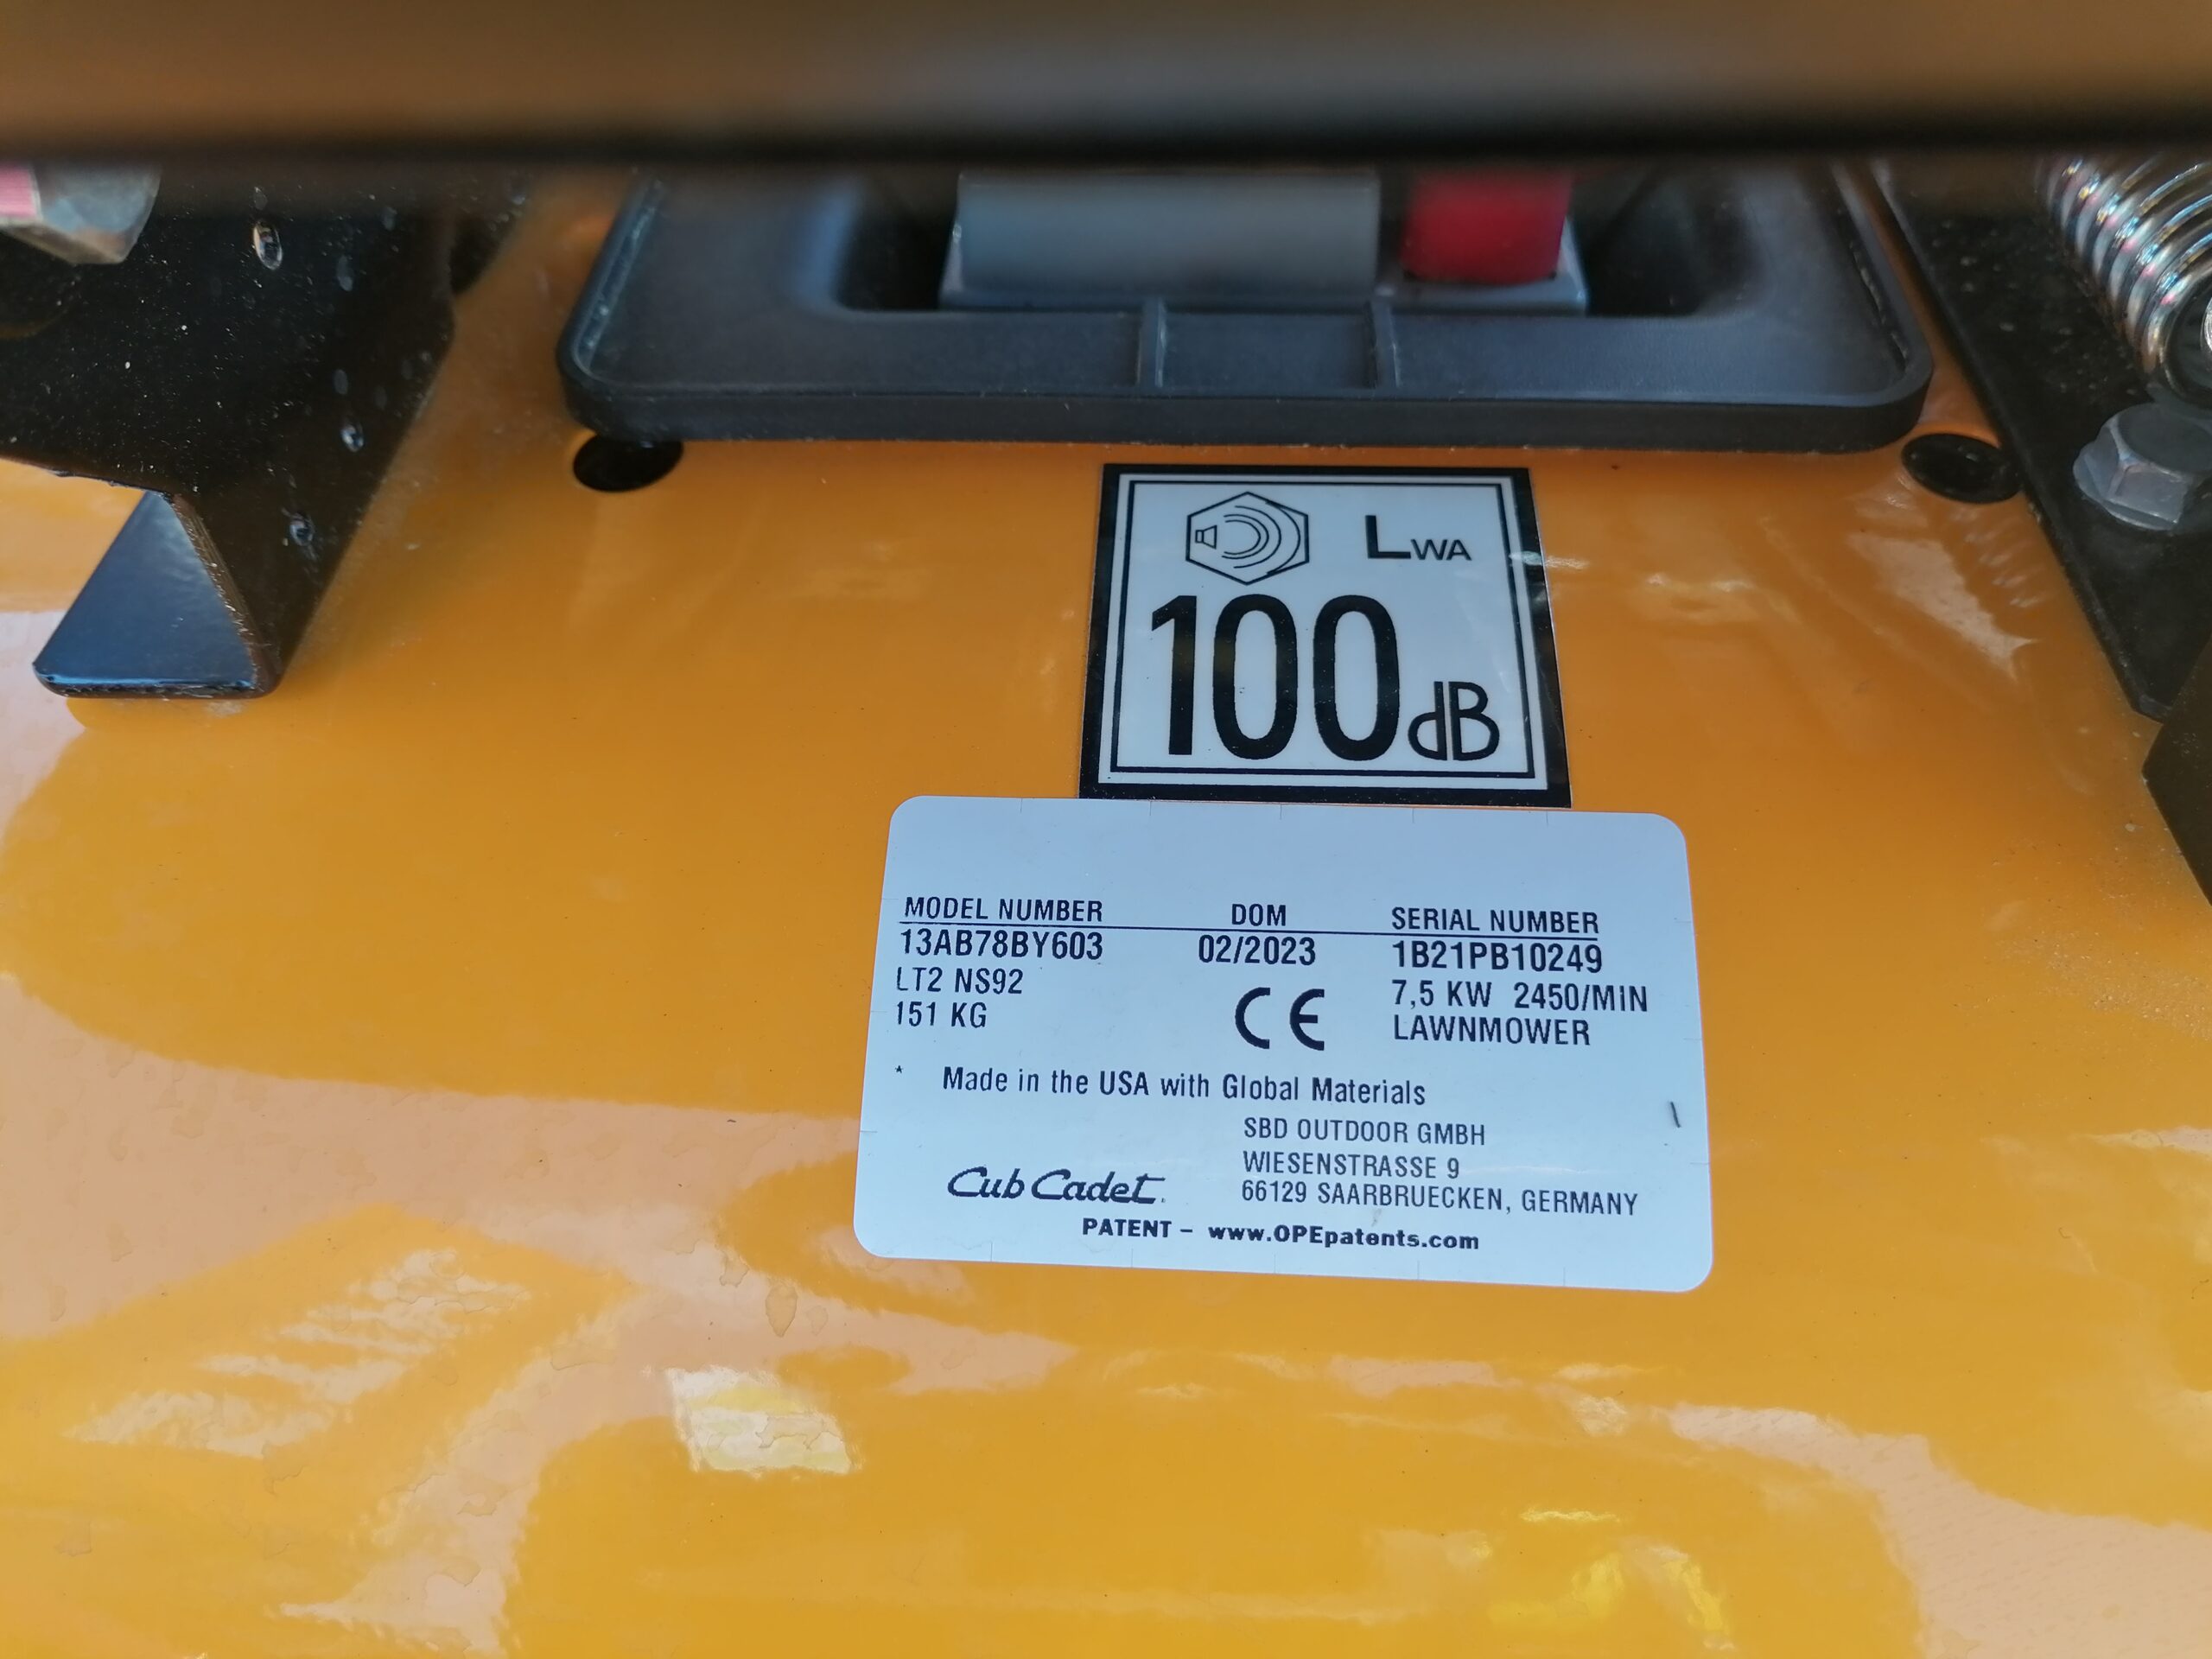 LWA
100dB
MODEL NUMBER DOM SERIAL NUMBER
13AB78BY603 02/2023 1B21PB10249
LT2 NS92 7,5 KW 2450/MIN
151 KG CE LAWNMOWER
* Made in the USA with Global Materials
SBD OUTDOOR GMBH
WIESENSTRASSE 9
Cub Cadet. 66129 SAARBRUECKEN, GERMANY
PATENT – www.OPEpatents.com